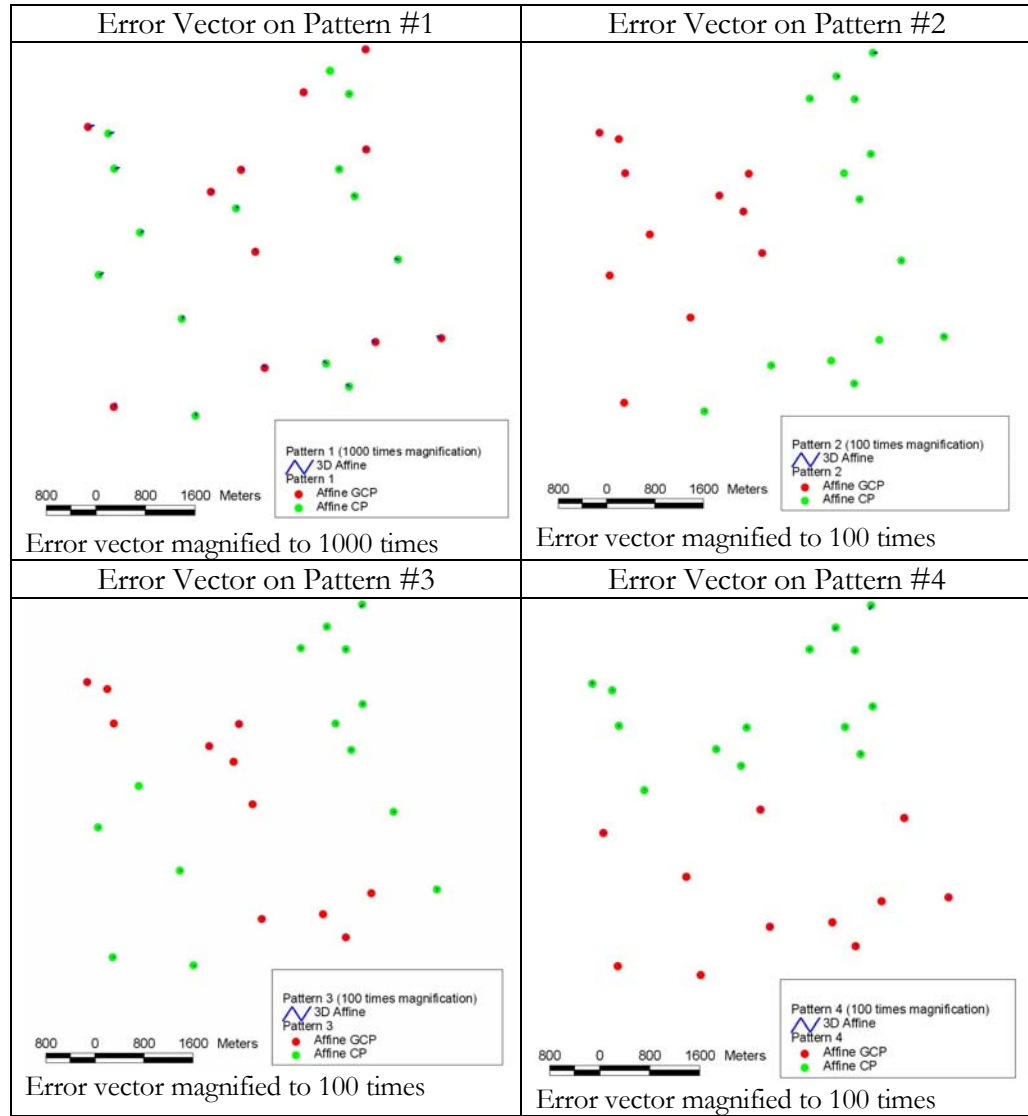 Error Vector on Pattern #1
Error Vector on Pattern #2
Pattern 1 (1000 times magnification)
3D Affine
Pattern 1
Affine GCP
Affine CP
800 0 800 1600 Meters
Error vector magnified to 1000 times
Pattern 2 (100 times magnification)
3D Affine
Pattern 2
Affine GCP
Affine CP
800 0 800 1600 Meters
Error vector magnified to 100 times
Error Vector on Pattern #3
Error Vector on Pattern #4
Pattern 3 (100 times magnification)
3D Affine
Pattern 3
Affine GCP
Affine CP
800 0 800 1600 Meters
Error vector magnified to 100 times
Pattern 4 (100 times magnification)
3D Affine
Pattern 4
Affine GCP
Affine CP
800 0 800 1600 Meters
Error vector magnified to 100 times